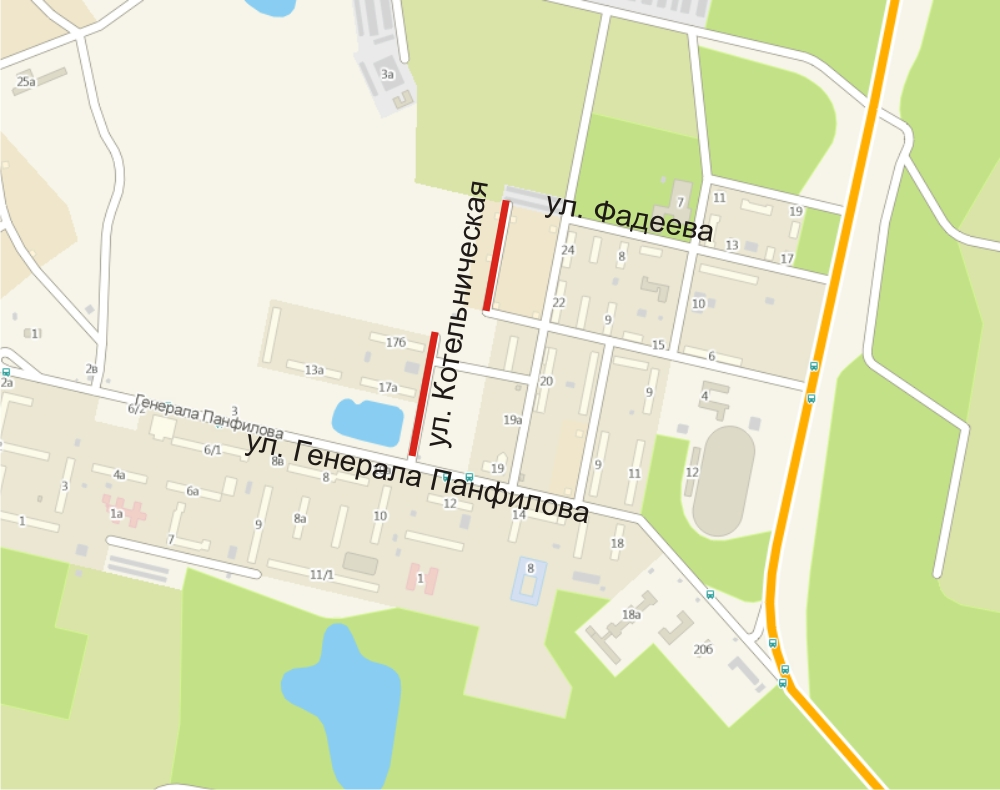 3а
25а
ул. Котельническая
ул. Фадеева
7
11
19
13
17
24
8
10
22
9
15
6
1
17б
13а
17а
2в
2а
20
9
4
Генерала Панфилова
6/2
3
19а
ул. Генерала Панфилова
6/1
8в
8
19
9
11
12
4а
3
6а
12
14
1а
1
7
9
8а
10
18
11/1
1
8
18а
20б